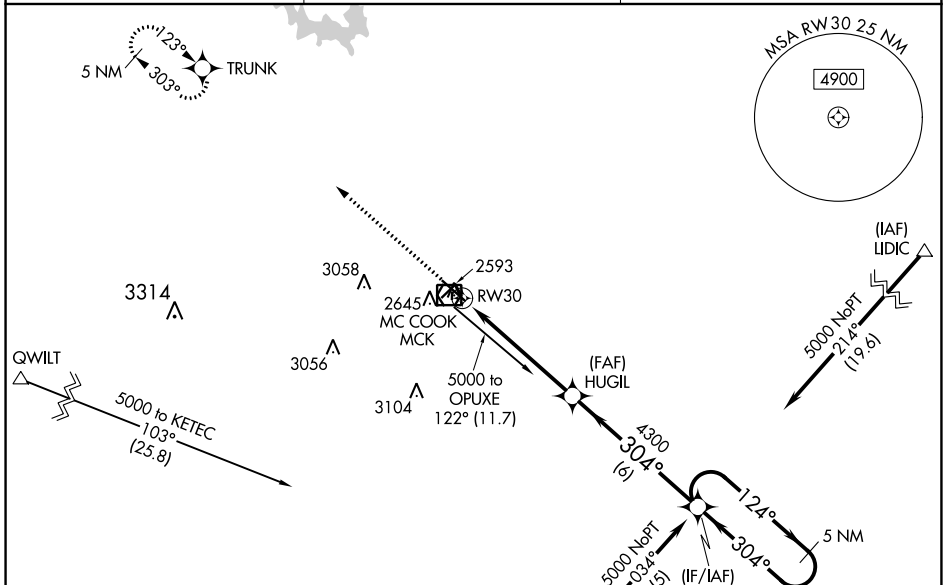 MSA RW30 25 NM
4900
123°
303°
5 NM
TRUNK
(IAF)
LIDIC
5000 NoPT
214°
(19.6)
3058
2593
3314
2645
RW30
MC COOK
MCK
3056
QWILT
5000 to KETEC
103°
(25.8)
5000 to
OPUXE
122° (11.7)
3104
(FAF)
HUGIL
4300
304°
(6)
124°
304°
5 NM
5000 NoPT
034°
(IF/IAF)